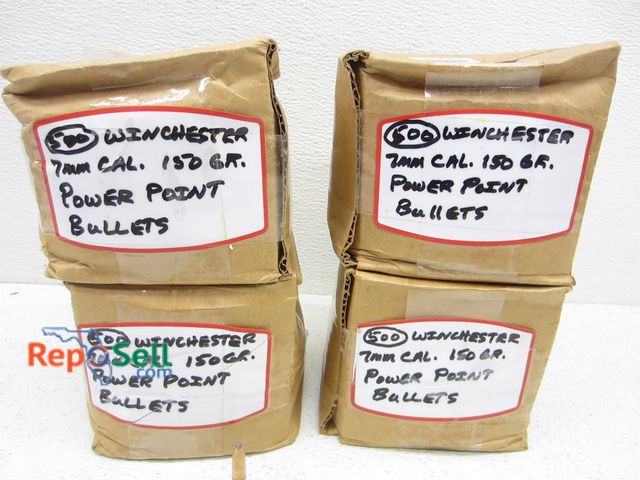 500 WINCHESTER
7mm CAL. 150 GR.
POWER POINT
BULLETS
500 WINCHESTER
7mm CAL. 150 GR.
POWER POINT
BUllETS
500 WINCHESTER
CAL. 150 GR.
POWER POINT
BULLETS
RepoSell
.com
500 WINCHESTER
7mm CAL. 150 GR.
POWER POINT
BULLETS